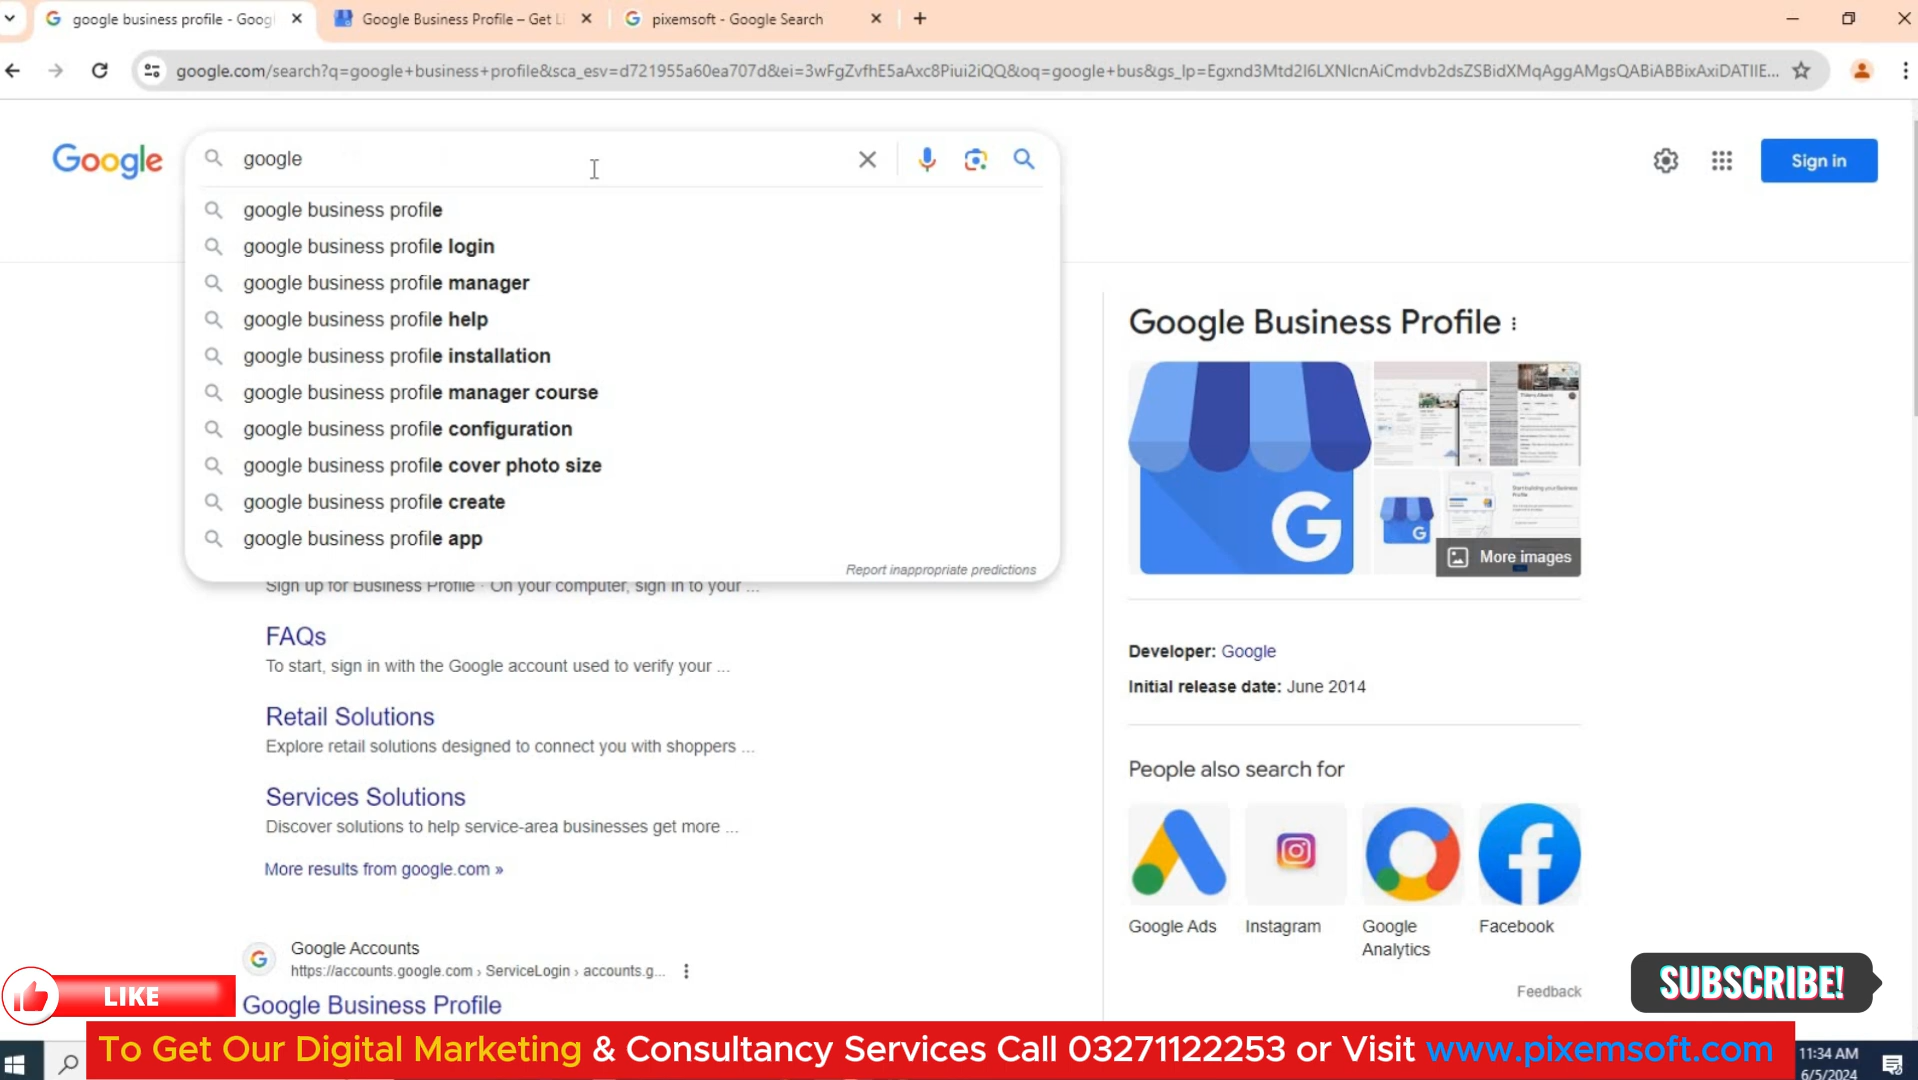 google business profile - Goog
Google Business Profile – Get Li
pixemsoft - Google Search
google.com/search?q=google+business+profile&sca_esv=d721955a60ea707d&ei=3wFgZvfhE5aAxc8Piui2iQQ&oq=google+bus&gs_lp=Egxnd3Mtd2l6LXNlcnAiCmdvb2dsZSBidXMqAggAMgsQABiABBixAxiDATIIE...
Google
google
Sign in
google business profile
google business profile login
google business profile manager
google business profile help
google business profile installation
google business profile manager course
google business profile configuration
google business profile cover photo size
google business profile create
google business profile app
Report inappropriate predictions
Sign up for Business Profile · On your computer, sign in to your ...
FAQs
To start, sign in with the Google account used to verify your ...
Retail Solutions
Explore retail solutions designed to connect you with shoppers ...
Services Solutions
Discover solutions to help service-area businesses get more ...
More results from google.com »
Google Accounts
https://accounts.google.com › ServiceLogin › accounts.g...
Google Business Profile
Google Business Profile
More images
Developer: Google
Initial release date: June 2014
People also search for
Google Ads
Instagram
Google Analytics
Facebook
Feedback
LIKE
SUBSCRIBE!
To Get Our Digital Marketing & Consultancy Services Call 03271122253 or Visit www.pixemsoft.com
11:34 AM
6/5/2024